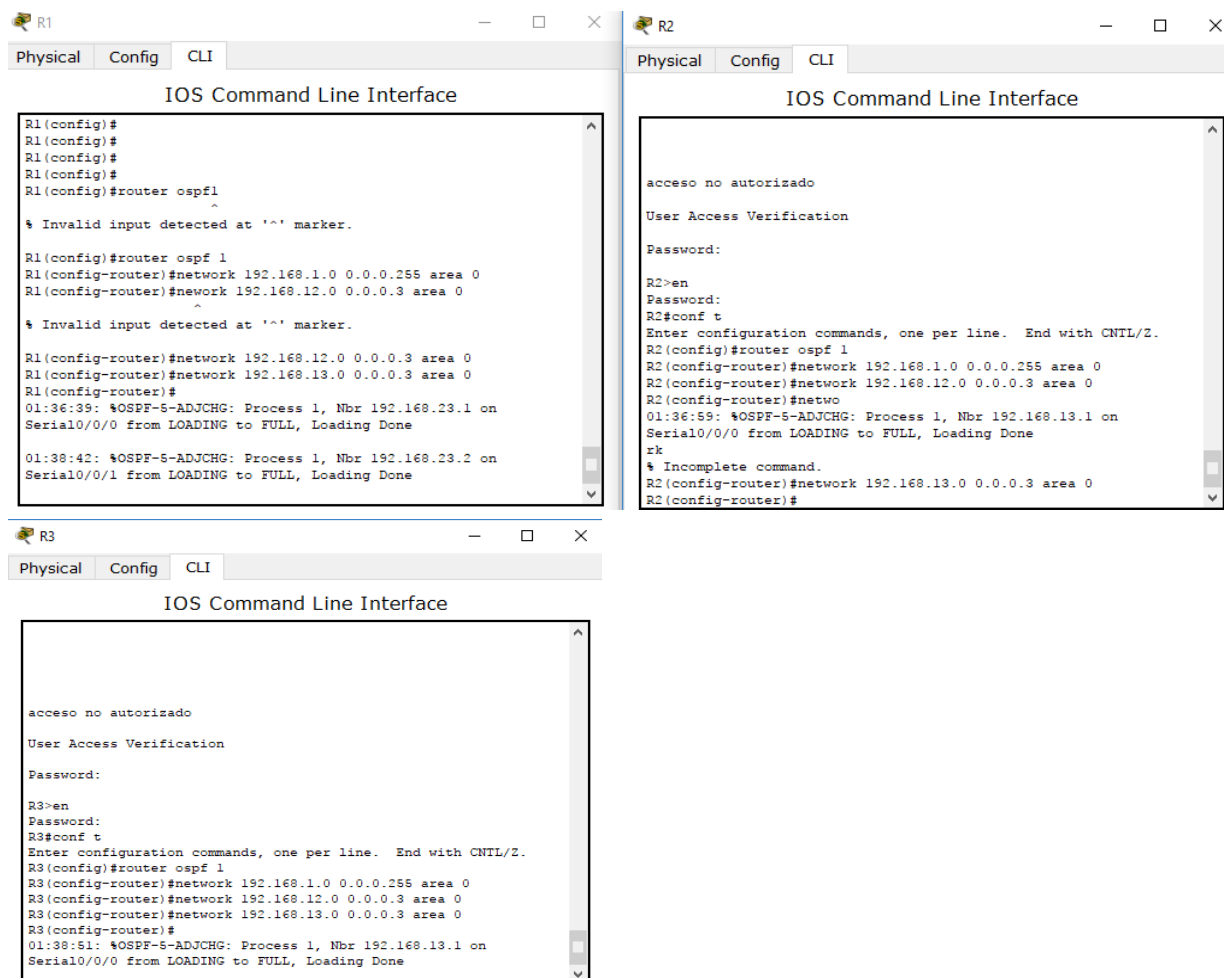 R1
Physical Config CLI
IOS Command Line Interface
R1(config)#
R1(config)#
R1(config)#
R1(config)#
R1(config)#router ospf1
^
% Invalid input detected at '^' marker.
R1(config)#router ospf 1
R1(config-router)#network 192.168.1.0 0.0.0.255 area 0
R1(config-router)#nework 192.168.12.0 0.0.0.3 area 0
^
% Invalid input detected at '^' marker.
R1(config-router)#network 192.168.12.0 0.0.0.3 area 0
R1(config-router)#network 192.168.13.0 0.0.0.3 area 0
R1(config-router)#
01:36:39: %OSPF-5-ADJCHG: Process 1, Nbr 192.168.23.1 on
Serial0/0/0 from LOADING to FULL, Loading Done
01:38:42: %OSPF-5-ADJCHG: Process 1, Nbr 192.168.23.2 on
Serial0/0/1 from LOADING to FULL, Loading Done
R2
Physical Config CLI
IOS Command Line Interface
acceso no autorizado
User Access Verification
Password:
R2>en
Password:
R2#conf t
Enter configuration commands, one per line. End with CNTL/Z.
R2(config)#router ospf 1
R2(config-router)#network 192.168.1.0 0.0.0.255 area 0
R2(config-router)#network 192.168.12.0 0.0.0.3 area 0
R2(config-router)#netwo
01:36:59: %OSPF-5-ADJCHG: Process 1, Nbr 192.168.13.1 on
Serial0/0/0 from LOADING to FULL, Loading Done
rk
% Incomplete command.
R2(config-router)#network 192.168.13.0 0.0.0.3 area 0
R2(config-router)#
R3
Physical Config CLI
IOS Command Line Interface
acceso no autorizado
User Access Verification
Password:
R3>en
Password:
R3#conf t
Enter configuration commands, one per line. End with CNTL/Z.
R3(config)#router ospf 1
R3(config-router)#network 192.168.1.0 0.0.0.255 area 0
R3(config-router)#network 192.168.12.0 0.0.0.3 area 0
R3(config-router)#network 192.168.13.0 0.0.0.3 area 0
R3(config-router)#
01:38:51: %OSPF-5-ADJCHG: Process 1, Nbr 192.168.13.1 on
Serial0/0/0 from LOADING to FULL, Loading Done